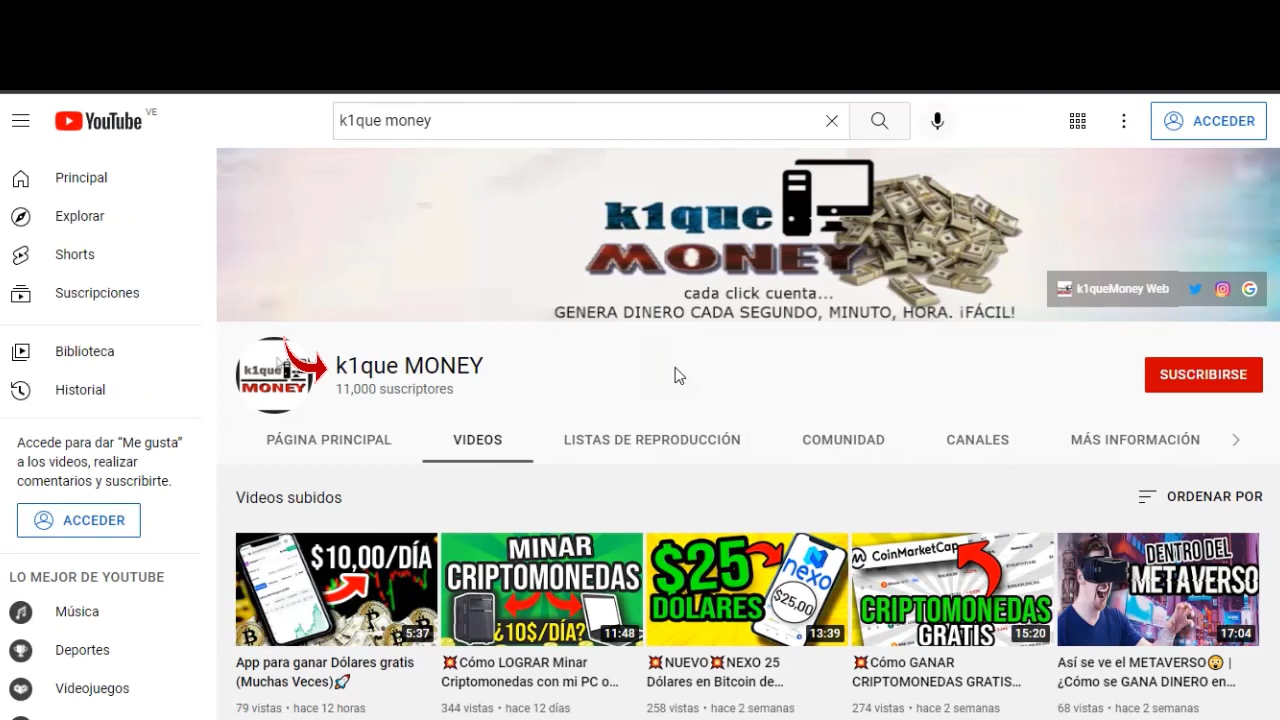 YouTube VE
k1que money
ACCEDER
Principal
Explorar
Shorts
Suscripciones
Biblioteca
Historial
Accede para dar “Me gusta”
a los videos, realizar
comentarios y suscribirte.
ACCEDER
LO MEJOR DE YOUTUBE
Música
Deportes
Videojuegos
k1que
MONEY
cada click cuenta...
GENERA DINERO CADA SEGUNDO, MINUTO, HORA. ¡FÁCIL!
k1queMoney Web
k1que
MONEY
k1que MONEY
11,000 suscriptores
SUSCRIBIRSE
PÁGINA PRINCIPAL
VIDEOS
LISTAS DE REPRODUCCIÓN
COMUNIDAD
CANALES
MÁS INFORMACIÓN
Videos subidos
ORDENAR POR
$10,00/DÍA
5:37
App para ganar Dólares gratis
(Muchas Veces)🚀
79 vistas • hace 12 horas
MINAR
CRIPTOMONEDAS
¿10$/DÍA?
11:48
💥Cómo LOGRAR Minar
Criptomonedas con mi PC o...
344 vistas • hace 12 días
$25
DOLARES
nexo
$25,00
13:39
💥NUEVO💥NEXO 25
Dólares en Bitcoin de...
258 vistas • hace 2 semanas
CoinMarketCap
CRIPTOMONEDAS
GRATIS
15:20
💥Cómo GANAR
CRIPTOMONEDAS GRATIS...
274 vistas • hace 2 semanas
DENTRO DEL
METAVERSO
17:04
Así se ve el METAVERSO😮 |
¿Cómo se GANA DINERO en...
68 vistas • hace 2 semanas